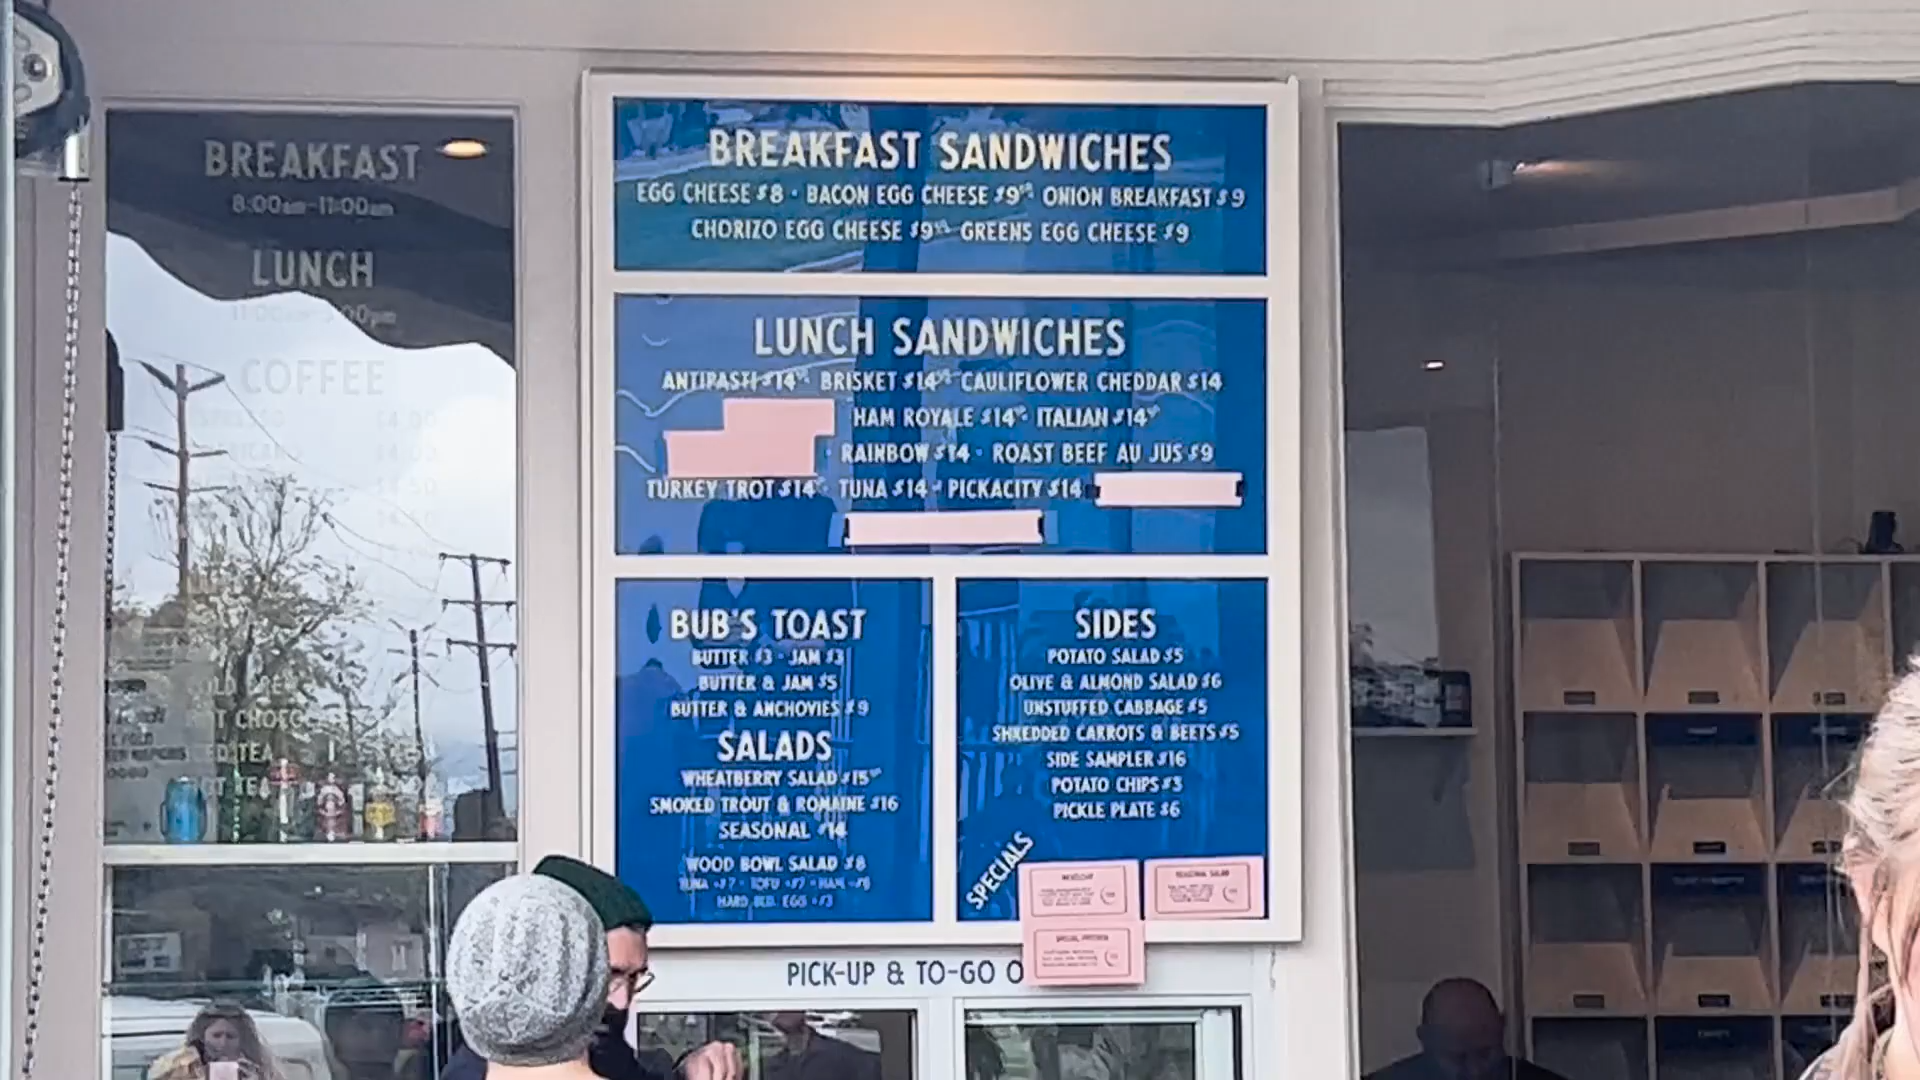 BREAKFAST
8:00am-11:00am
LUNCH
COFFEE
BREAKFAST SANDWICHES
EGG CHEESE $8 · BACON EGG CHEESE $9 · ONION BREAKFAST $9
CHORIZO EGG CHEESE $9 · GREENS EGG CHEESE $9
LUNCH SANDWICHES
ANTIPASTI $14 · BRISKET $14 · CAULIFLOWER CHEDDAR $14
HAM ROYALE $14 · ITALIAN $14
· RAINBOW $14 · ROAST BEEF AU JUS $9
TURKEY TROT $14 · TUNA $14 · PICKACITY $14
BUB'S TOAST
BUTTER $3 · JAM $3
BUTTER & JAM $5
BUTTER & ANCHOVIES $9
SALADS
WHEATBERRY SALAD $15
SMOKED TROUT & ROMAINE $16
SEASONAL $14
WOOD BOWL SALAD $8
HARD BLD. EGG +$3
SIDES
POTATO SALAD $5
OLIVE & ALMOND SALAD $6
UNSTUFFED CABBAGE $5
SHREDDED CARROTS & BEETS $5
SIDE SAMPLER $16
POTATO CHIPS $3
PICKLE PLATE $6
SPECIALS
PICK-UP & TO-GO O